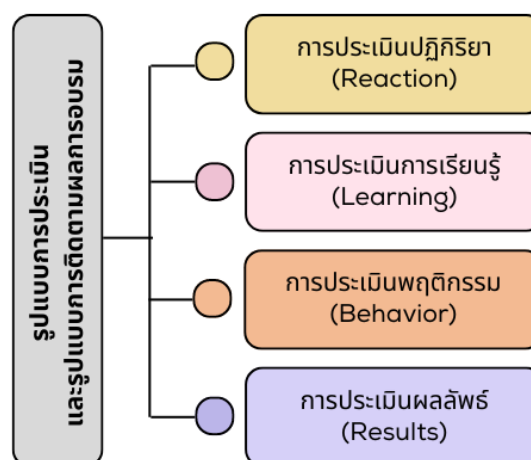 รูปแบบการประเมิน
และรูปแบบการติดตามผลการอบรม
การประเมินปฏิกิริยา
(Reaction)
การประเมินการเรียนรู้
(Learning)
การประเมินพฤติกรรม
(Behavior)
การประเมินผลลัพธ์
(Results)